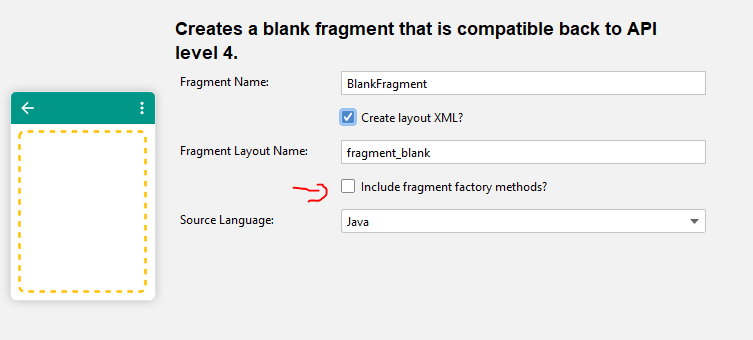 Creates a blank fragment that is compatible back to API
level 4.
Fragment Name:
BlankFragment
Create layout XML?
Fragment Layout Name:
fragment_blank
Include fragment factory methods?
Source Language:
Java